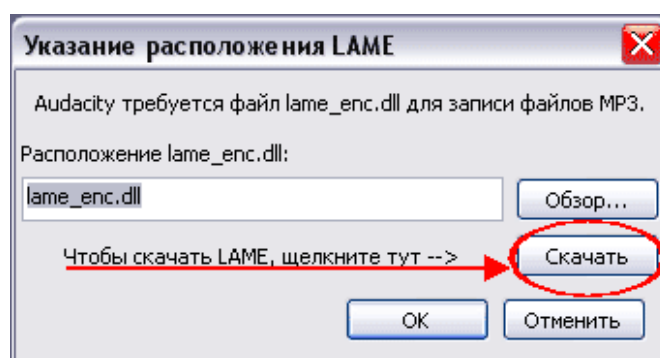 Указание расположения LAME
Audacity требуется файл lame_enc.dll для записи файлов MP3.
Расположение lame_enc.dll:
lame_enc.dll
Обзор...
Чтобы скачать LAME, щелкните тут -->
Скачать
OK
Отменить